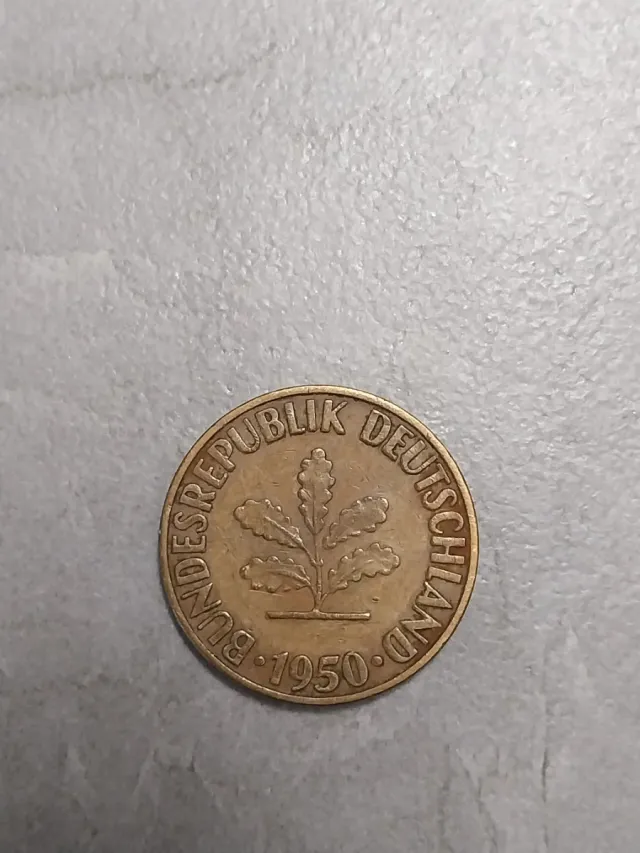 BUNDESREPUBLIK DEUTSCHLAND
· 1950 ·